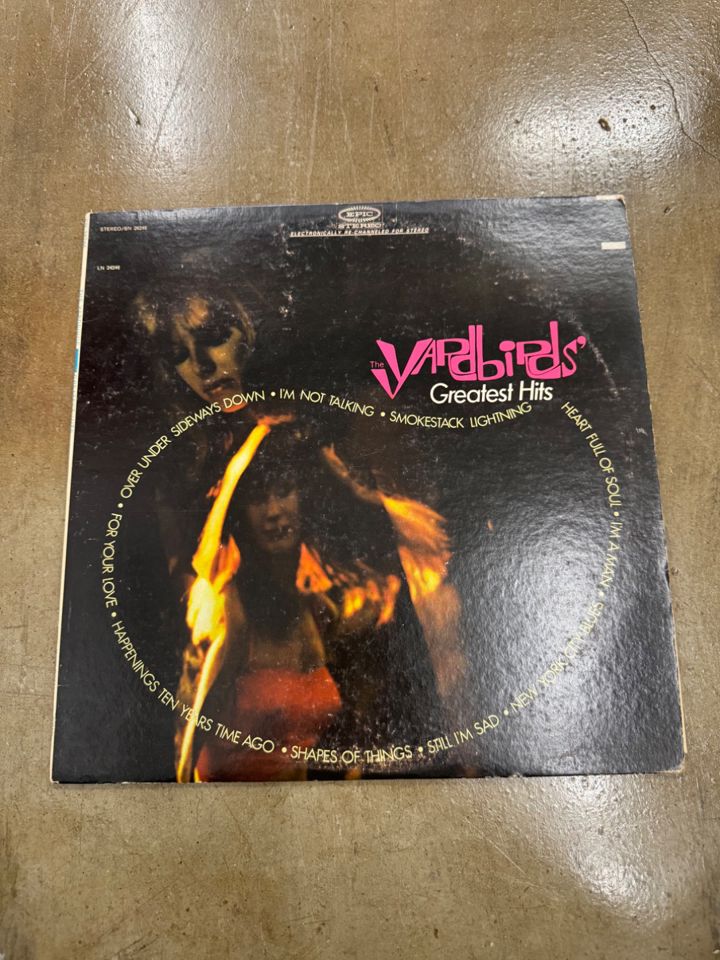 STEREO/BN 26246
LN 24246
EPIC
STEREO
ELECTRONICALLY RE-CHANNELED FOR STEREO
The YARDbiRDS'
Greatest Hits
HEART FULL OF SOUL • I'M A MAN • NEW YORK CITY BLUES • STILL I'M SAD • SHAPES OF THINGS • HAPPENINGS TEN YEARS TIME AGO • FOR YOUR LOVE • OVER UNDER SIDEWAYS DOWN • I'M NOT TALKING • SMOKESTACK LIGHTNING